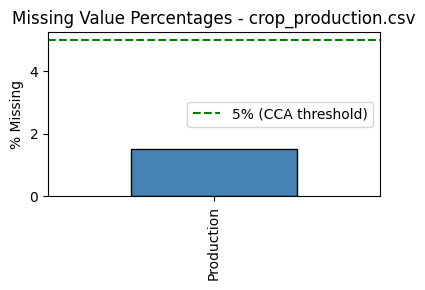 Missing Value Percentages - crop_production.csv
% Missing
4
2
0
5% (CCA threshold)
Production